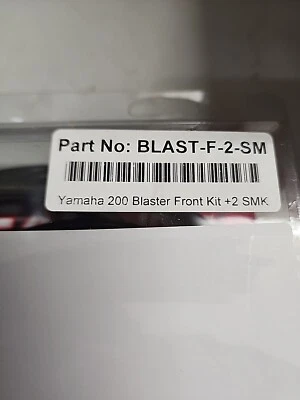 Part No: BLAST-F-2-SM
Yamaha 200 Blaster Front Kit +2 SMK